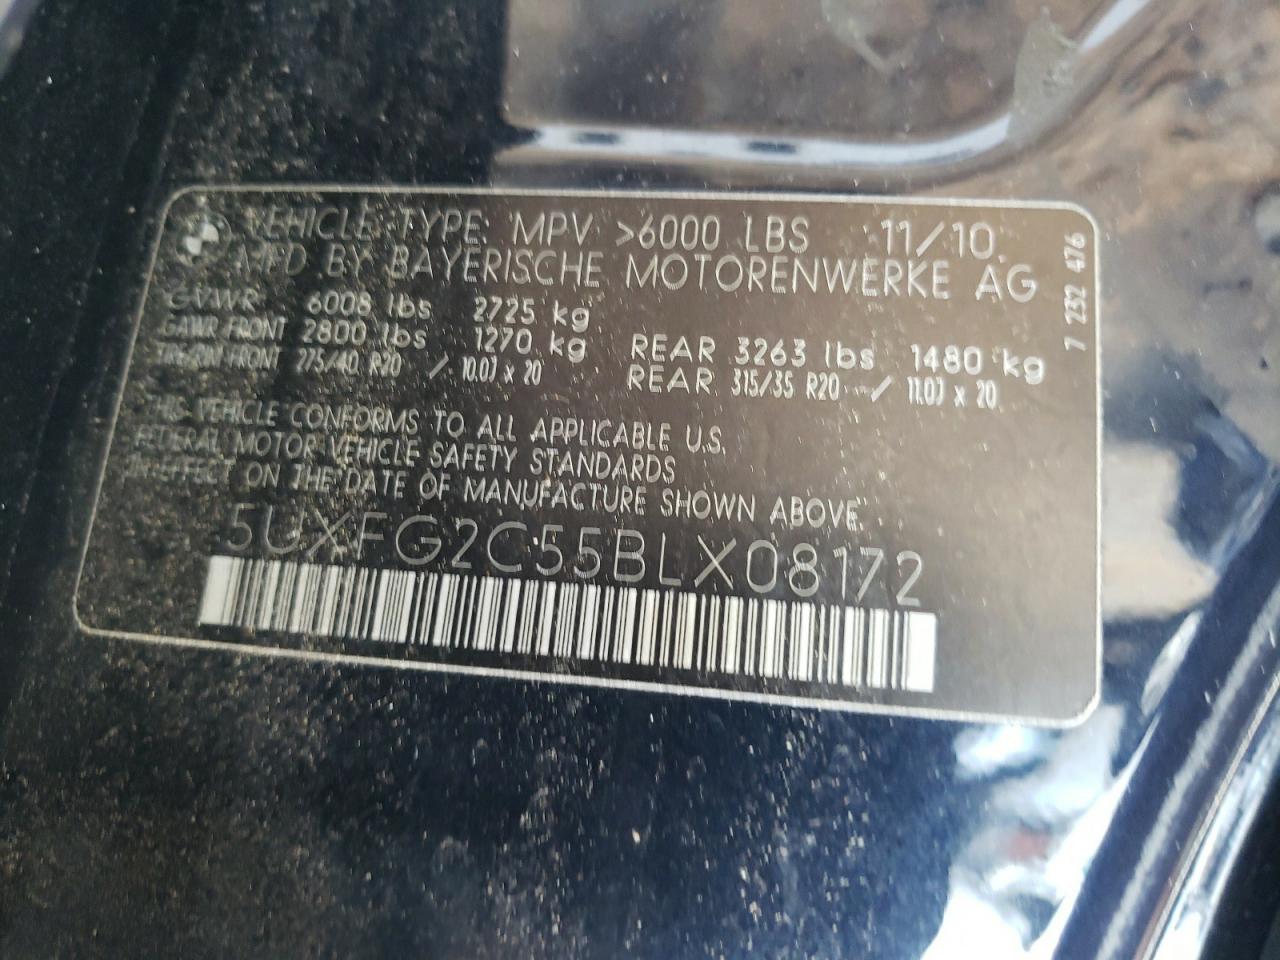 VEHICLE TYPE: MPV >6000 LBS 11/10
MFD BY BAYERISCHE MOTORENWERKE AG
GVWR 6008 lbs 2725 kg
GAWR FRONT 2800 lbs 1270 kg REAR 3263 lbs 1480 kg
TIRE/RIM FRONT 275/40 R20 / 10.0J x 20 REAR 315/35 R20 / 11.0J x 20
THIS VEHICLE CONFORMS TO ALL APPLICABLE U.S.
FEDERAL MOTOR VEHICLE SAFETY STANDARDS
IN EFFECT ON THE DATE OF MANUFACTURE SHOWN ABOVE.
5UXFG2C55BLX08172
7 232 476